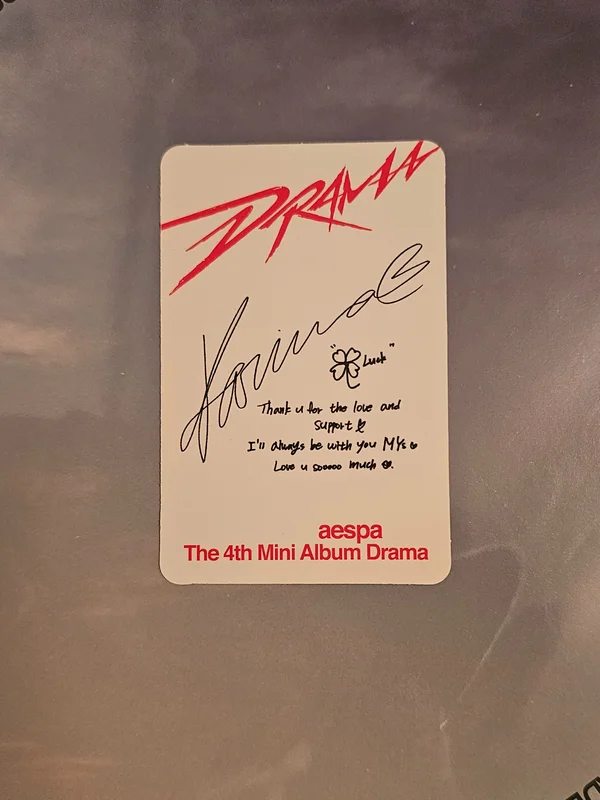 DRAMA
Karina
"Luck"
Thank u for the love and
support
I'll always be with you MYs
Love u sooooo much
aespa
The 4th Mini Album Drama